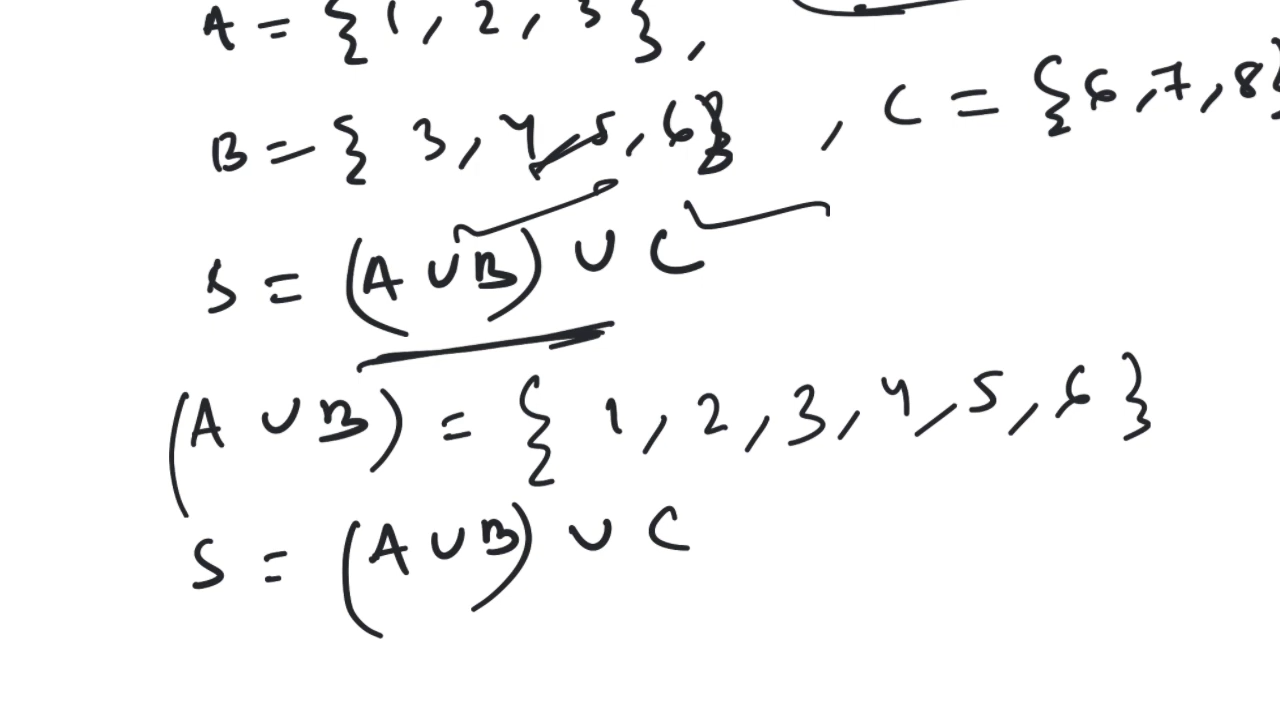 A = {1, 2, 3},
B = { 3, 4, 5, 6} , C = {6, 7, 8}
S = (A ∪ B) ∪ C
(A ∪ B) = { 1, 2, 3, 4, 5, 6 }
S = (A ∪ B) ∪ C